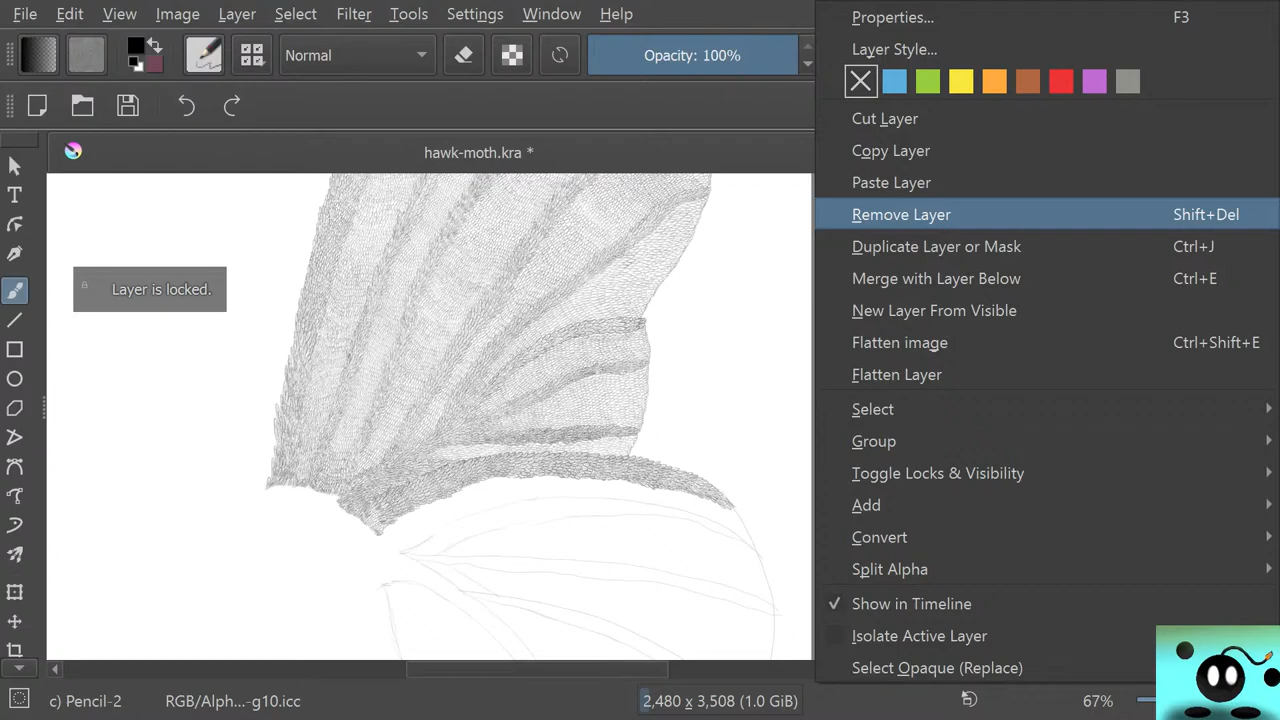 File Edit View Image Layer Select Filter Tools Settings Window Help
Normal
Opacity: 100%
hawk-moth.kra *
Layer is locked.
Properties... F3
Layer Style...
Cut Layer
Copy Layer
Paste Layer
Remove Layer Shift+Del
Duplicate Layer or Mask Ctrl+J
Merge with Layer Below Ctrl+E
New Layer From Visible
Flatten image Ctrl+Shift+E
Flatten Layer
Select
Group
Toggle Locks & Visibility
Add
Convert
Split Alpha
Show in Timeline
Isolate Active Layer
Select Opaque (Replace)
c) Pencil-2 RGB/Alph...-g10.icc 2,480 x 3,508 (1.0 GiB) 67%